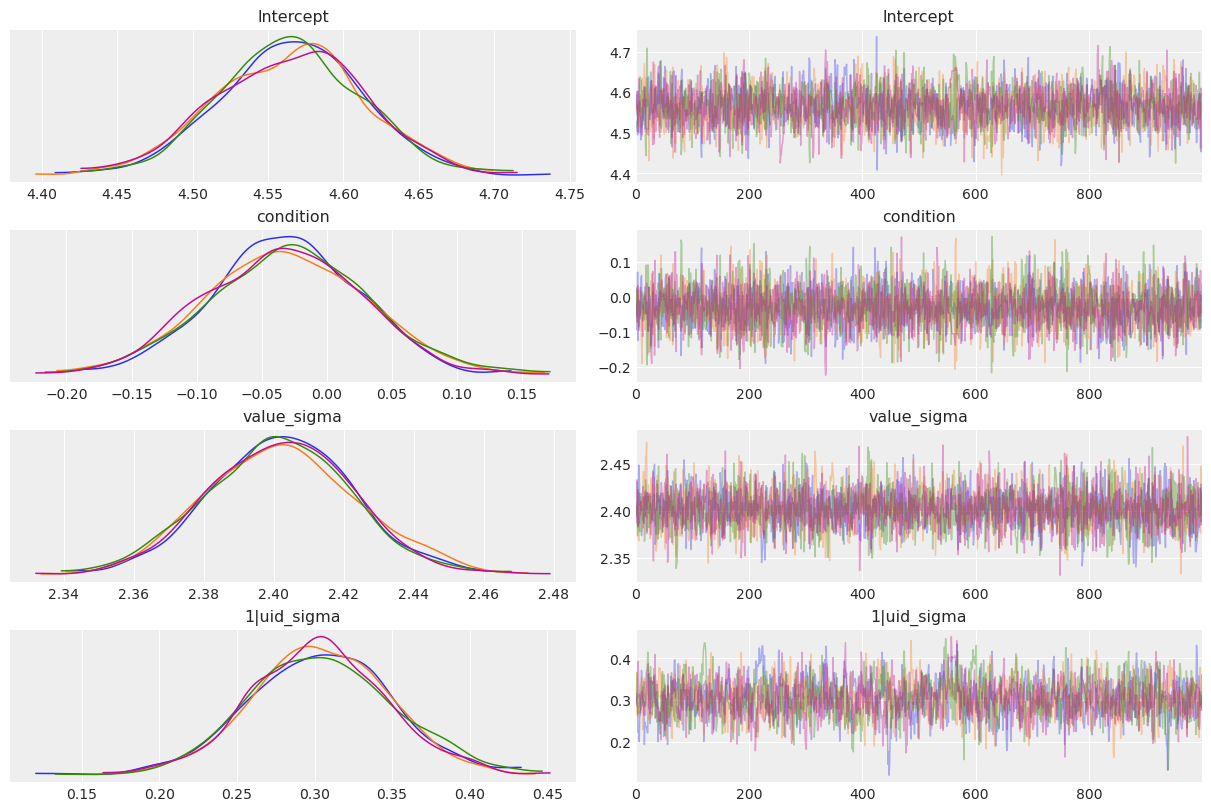 Intercept
4.40 4.45 4.50 4.55 4.60 4.65 4.70 4.75
Intercept
4.7
4.6
4.5
4.4
0 200 400 600 800
condition
−0.20 −0.15 −0.10 −0.05 0.00 0.05 0.10 0.15
condition
0.1
0.0
−0.1
−0.2
0 200 400 600 800
value_sigma
2.34 2.36 2.38 2.40 2.42 2.44 2.46 2.48
value_sigma
2.45
2.40
2.35
0 200 400 600 800
1|uid_sigma
0.15 0.20 0.25 0.30 0.35 0.40 0.45
1|uid_sigma
0.4
0.3
0.2
0 200 400 600 800